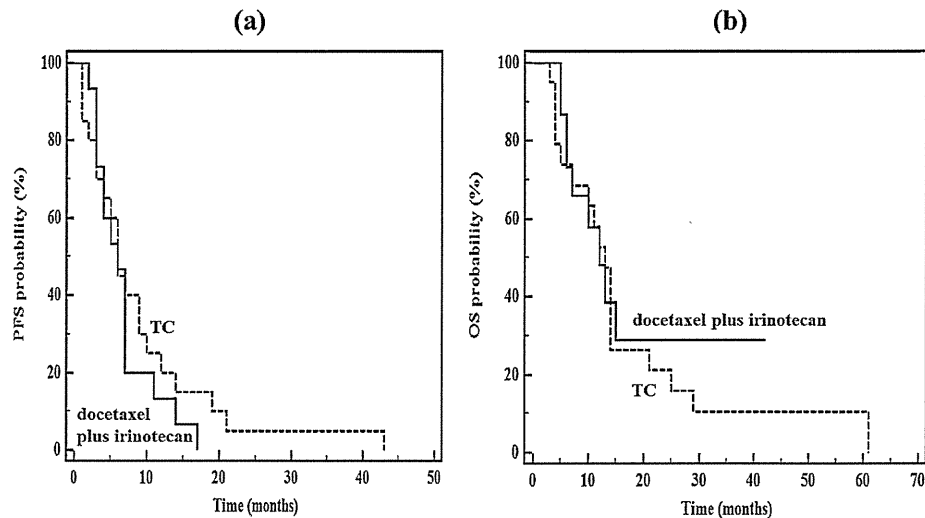 (a)
PFS probability (%)
100
80
60
40
20
0
TC
docetaxel
plus irinotecan
0 10 20 30 40 50
Time (months)
(b)
OS probability (%)
100
80
60
40
20
0
docetaxel plus irinotecan
TC
0 10 20 30 40 50 60 70
Time (months)